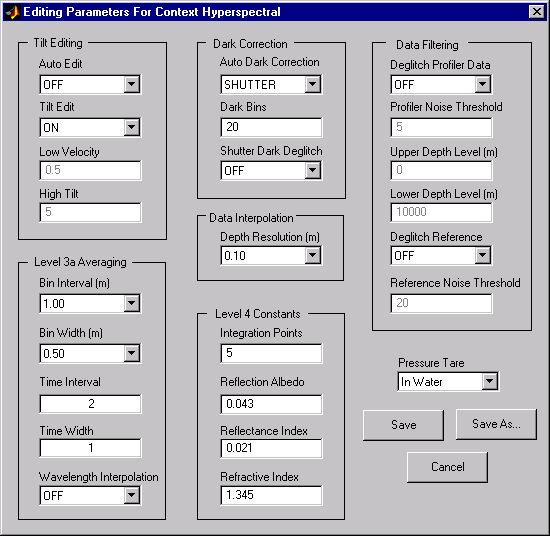 Editing Parameters For Context Hyperspectral
Tilt Editing
Auto Edit
OFF
Tilt Edit
ON
Low Velocity
0.5
High Tilt
5
Level 3a Averaging
Bin Interval (m)
1.00
Bin Width (m)
0.50
Time Interval
2
Time Width
1
Wavelength Interpolation
OFF
Dark Correction
Auto Dark Correction
SHUTTER
Dark Bins
20
Shutter Dark Deglitch
OFF
Data Interpolation
Depth Resolution (m)
0.10
Level 4 Constants
Integration Points
5
Reflection Albedo
0.043
Reflectance Index
0.021
Refractive Index
1.345
Data Filtering
Deglitch Profiler Data
OFF
Profiler Noise Threshold
5
Upper Depth Level (m)
0
Lower Depth Level (m)
10000
Deglitch Reference
OFF
Reference Noise Threshold
20
Pressure Tare
In Water
Save
Save As...
Cancel